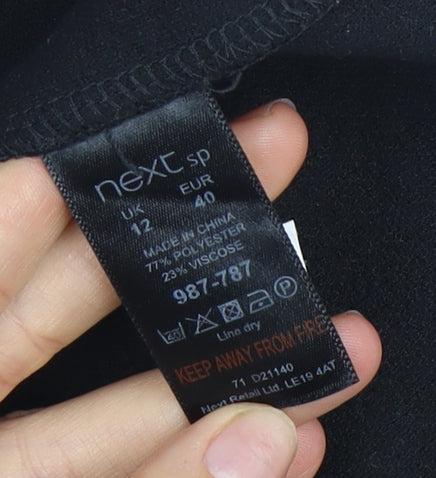 next sp
UK EUR
12 40
MADE IN CHINA
77% POLYESTER
23% VISCOSE
987-787
40 P
Line dry
KEEP AWAY FROM FIRE
71 D21140
Next Retail Ltd. LE19 4AT